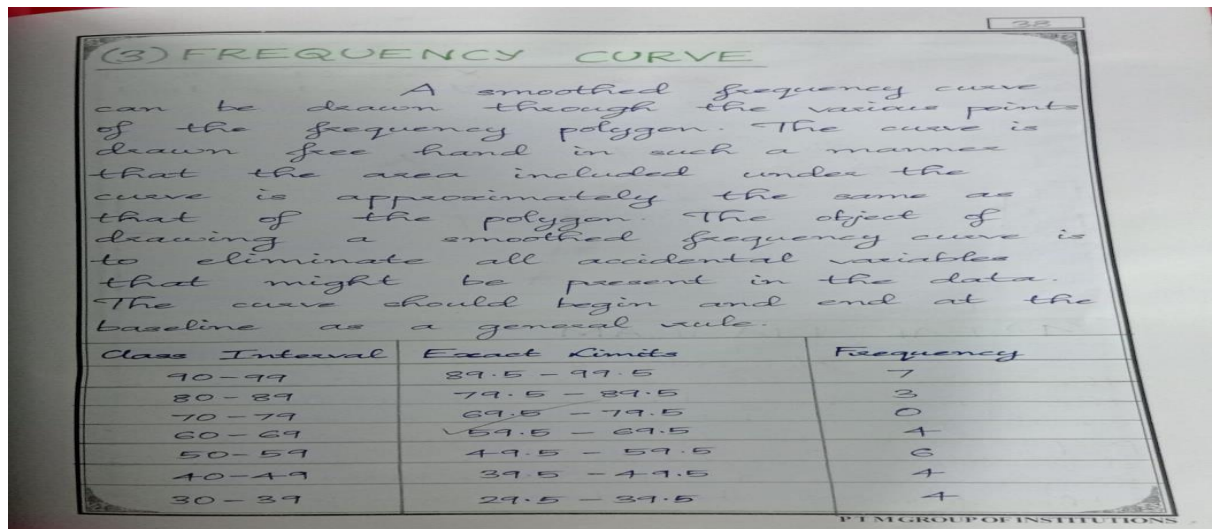 38
(3) FREQUENCY CURVE
A smoothed frequency curve
can be drawn through the various points
of the frequency polygon. The curve is
drawn free hand in such a manner
that the area included under the
curve is approximately the same as
that of the polygon. The object of
drawing a smoothed frequency curve is
to eliminate all accidental variables
that might be present in the data.
The curve should begin and end at the
baseline as a general rule.
Class Interval Exact Limits Frequency
90-99 89.5 - 99.5 7
80-89 79.5 - 89.5 3
70-79 69.5 - 79.5 0
60-69 59.5 - 69.5 4
50-59 49.5 - 59.5 6
40-49 39.5 - 49.5 4
30-39 29.5 - 39.5 4
P T M GROUP OF INSTITUTIONS